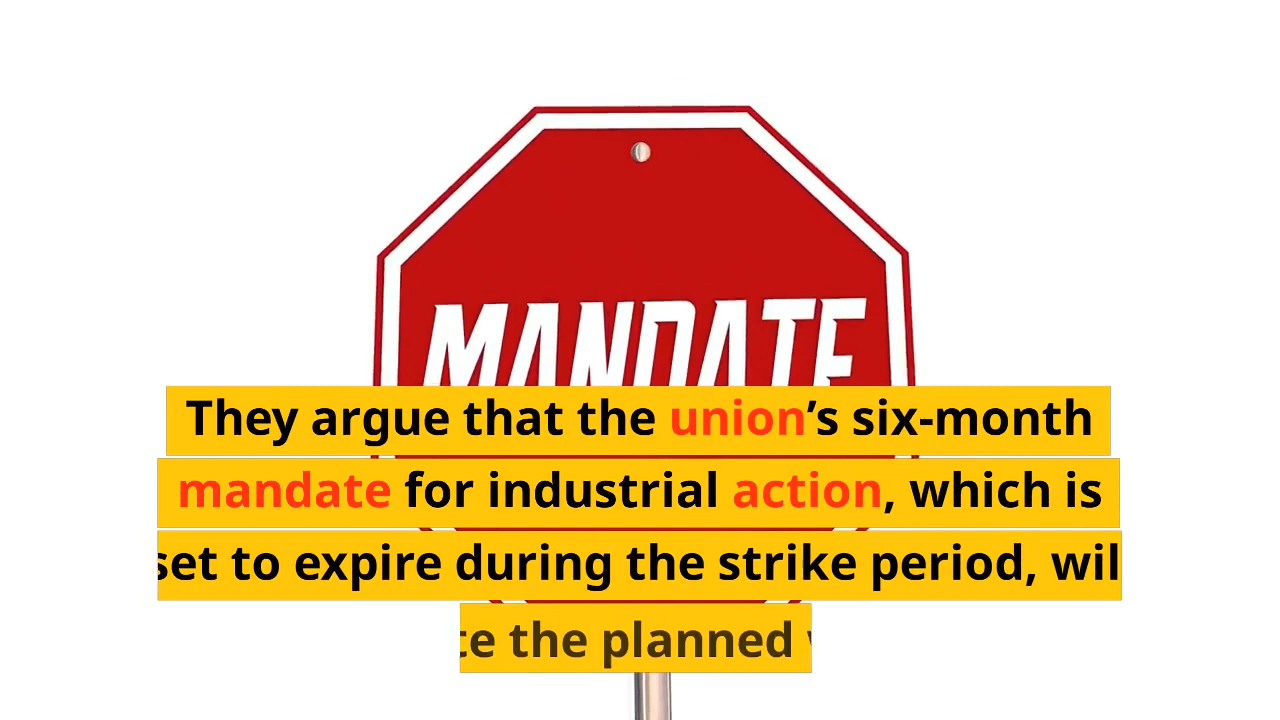 MANDATE
They argue that the union’s six-month
mandate for industrial action, which is
set to expire during the strike period,
the planned